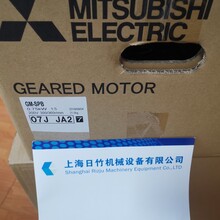 MITSUBISHI
ELECTRIC
GEARED MOTOR
GM-SPB
07J JA2
上海日竹机械设备有限公司
Shanghai Rizhu Machinery Equipment Co.,Ltd.